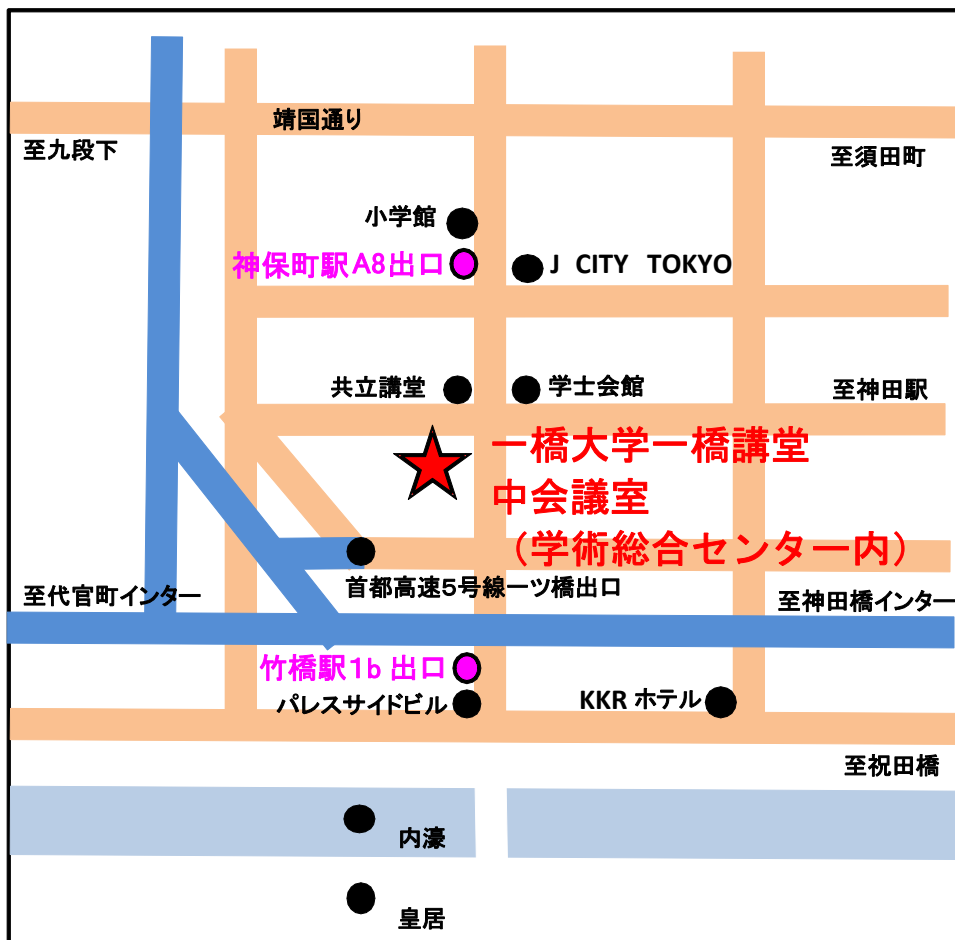 靖国通り
至九段下
至須田町
小学館
神保町駅A8出口
J CITY TOKYO
共立講堂
学士会館
至神田駅
一橋大学一橋講堂
中会議室
（学術総合センター内）
首都高速5号線一ツ橋出口
至代官町インター
至神田橋インター
竹橋駅1b 出口
パレスサイドビル
KKR ホテル
至祝田橋
内濠
皇居